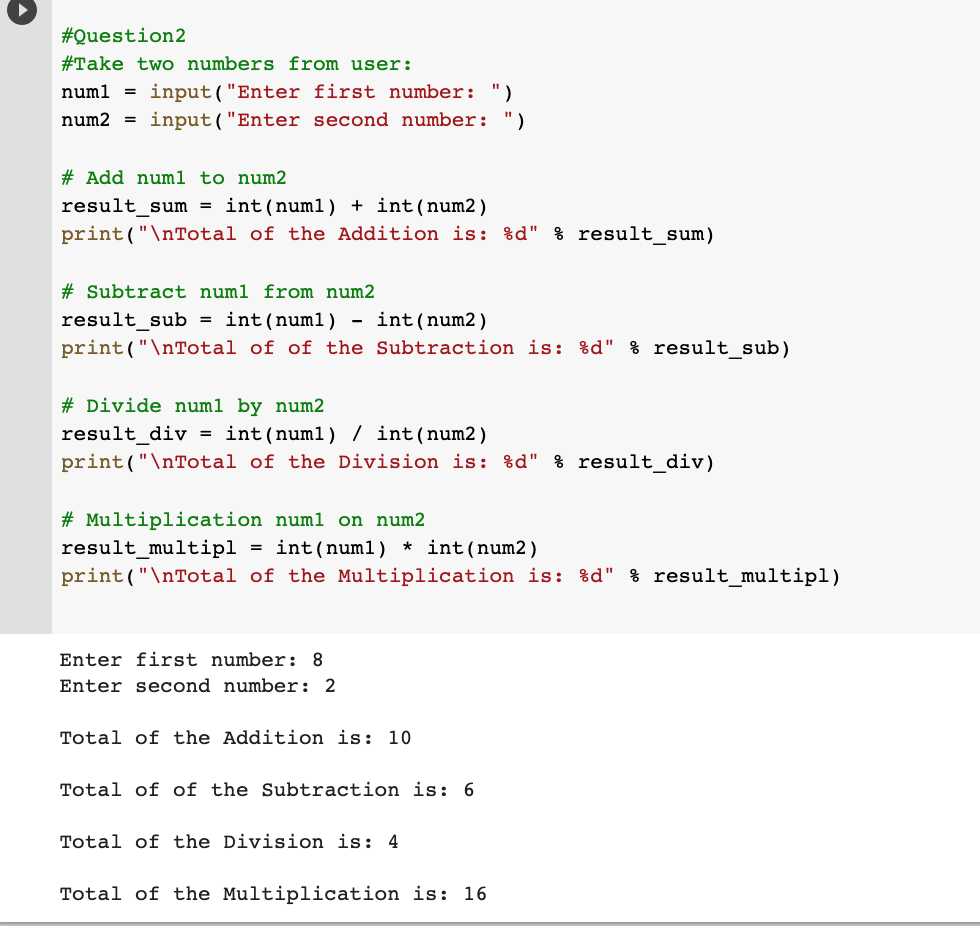 #Question2
#Take two numbers from user:
num1 = input("Enter first number: ")
num2 = input("Enter second number: ")
# Add num1 to num2
result_sum = int(num1) + int(num2)
print("\nTotal of the Addition is: %d" % result_sum)
# Subtract num1 from num2
result_sub = int(num1) - int(num2)
print("\nTotal of of the Subtraction is: %d" % result_sub)
# Divide num1 by num2
result_div = int(num1) / int(num2)
print("\nTotal of the Division is: %d" % result_div)
# Multiplication num1 on num2
result_multipl = int(num1) * int(num2)
print("\nTotal of the Multiplication is: %d" % result_multipl)
Enter first number: 8
Enter second number: 2
Total of the Addition is: 10
Total of of the Subtraction is: 6
Total of the Division is: 4
Total of the Multiplication is: 16